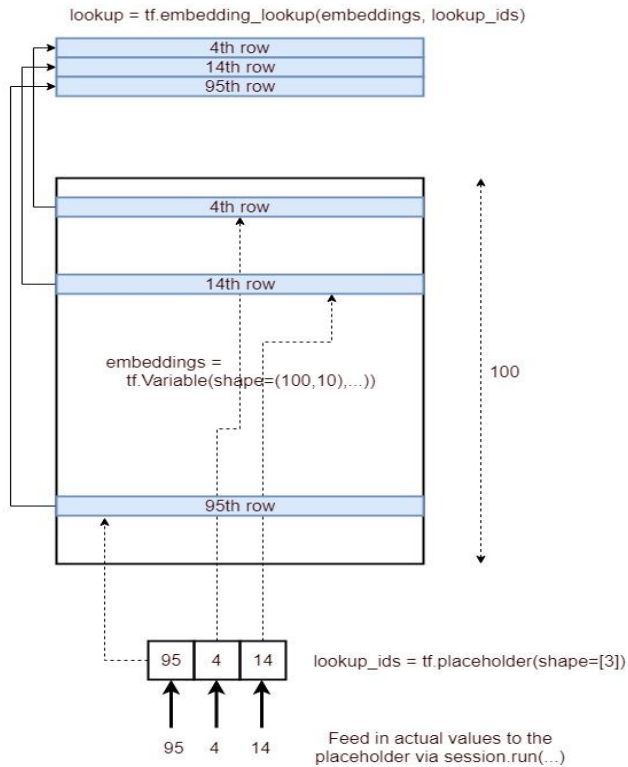 lookup = tf.embedding_lookup(embeddings, lookup_ids)
4th row
14th row
95th row
4th row
14th row
embeddings =
tf.Variable(shape=(100,10),...))
100
95th row
95 4 14
lookup_ids = tf.placeholder(shape=[3])
95 4 14
Feed in actual values to the
placeholder via session.run(...)